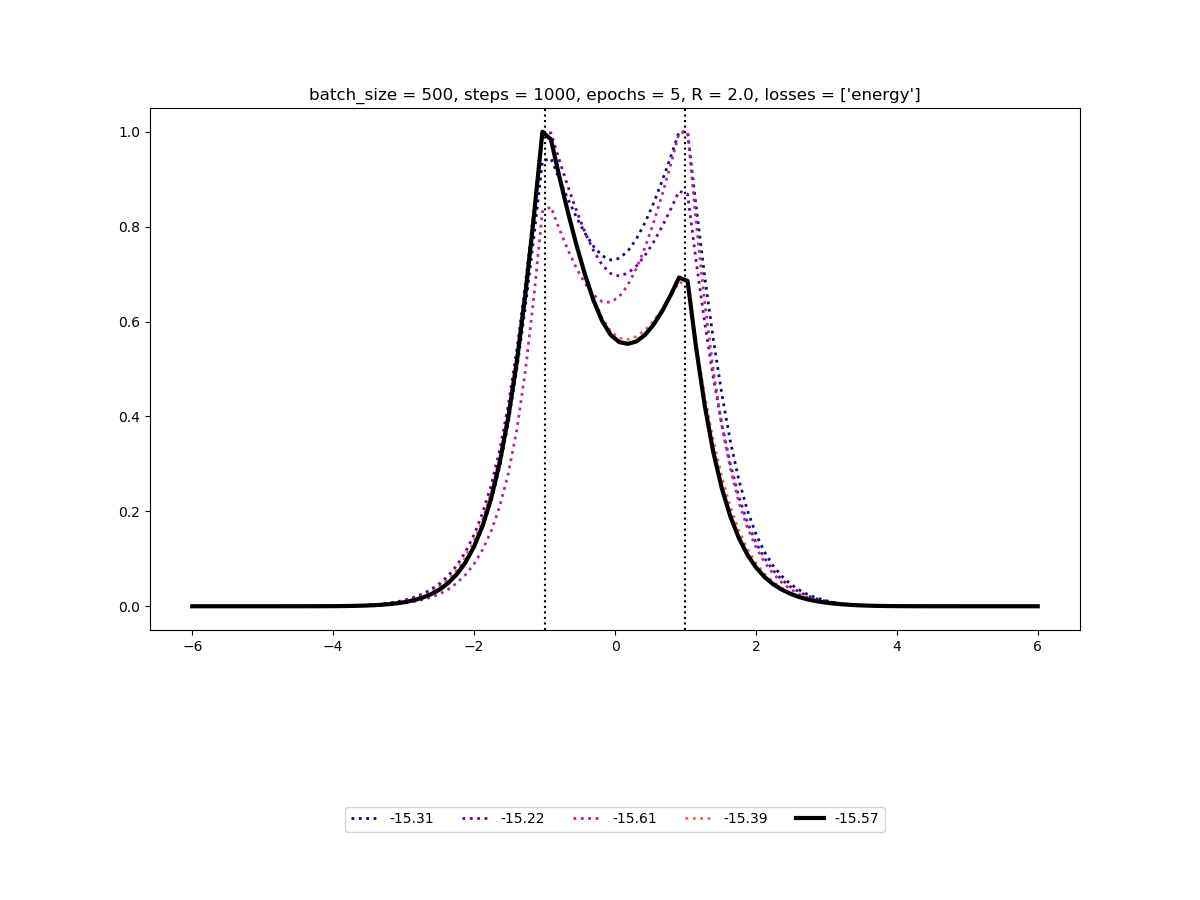 batch_size = 500, steps = 1000, epochs = 5, R = 2.0, losses = ['energy']
1.0
0.8
0.6
0.4
0.2
0.0
−6 −4 −2 0 2 4 6
-15.31 -15.22 -15.61 -15.39 -15.57